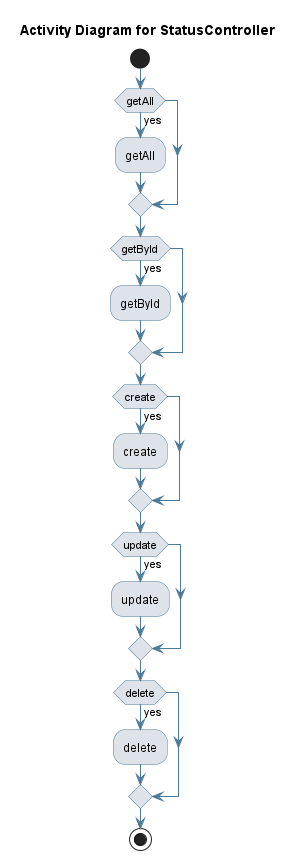 Activity Diagram for StatusController
getAll
yes
getAll
getById
yes
getById
create
yes
create
update
yes
update
delete
yes
delete